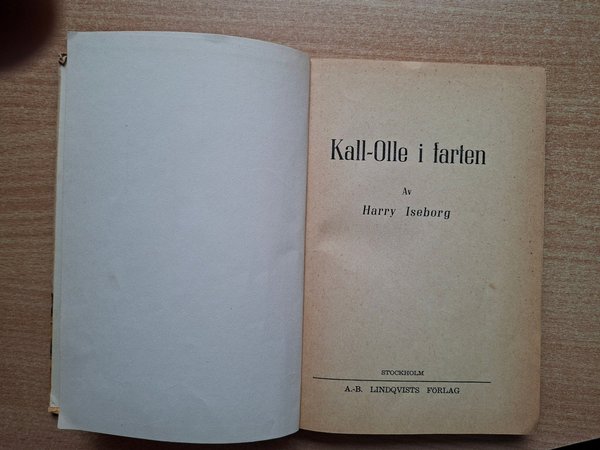 Kall-Olle i farten
Av
Harry Iseborg
STOCKHOLM
A.-B. LINDQVISTS FÖRLAG